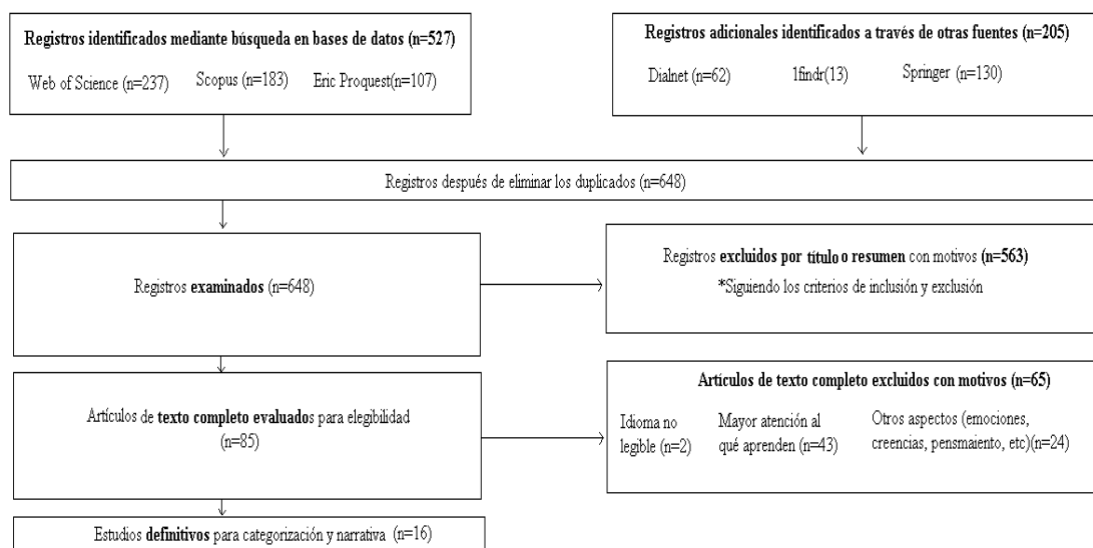 Registros identificados mediante búsqueda en bases de datos (n=527)
Web of Science (n=237) Scopus (n=183) Eric Proquest(n=107)
Registros adicionales identificados a través de otras fuentes (n=205)
Dialnet (n=62) 1findr(13) Springer (n=130)
Registros después de eliminar los duplicados (n=648)
Registros examinados (n=648)
Registros excluidos por título o resumen con motivos (n=563)
*Siguiendo los criterios de inclusión y exclusión
Artículos de texto completo evaluados para elegibilidad
(n=85)
Artículos de texto completo excluidos con motivos (n=65)
Idioma no
legible (n=2)
Mayor atención al
qué aprenden (n=43)
Otros aspectos (emociones,
creencias, pensmaiento, etc)(n=24)
Estudios definitivos para categorización y narrativa (n=16)